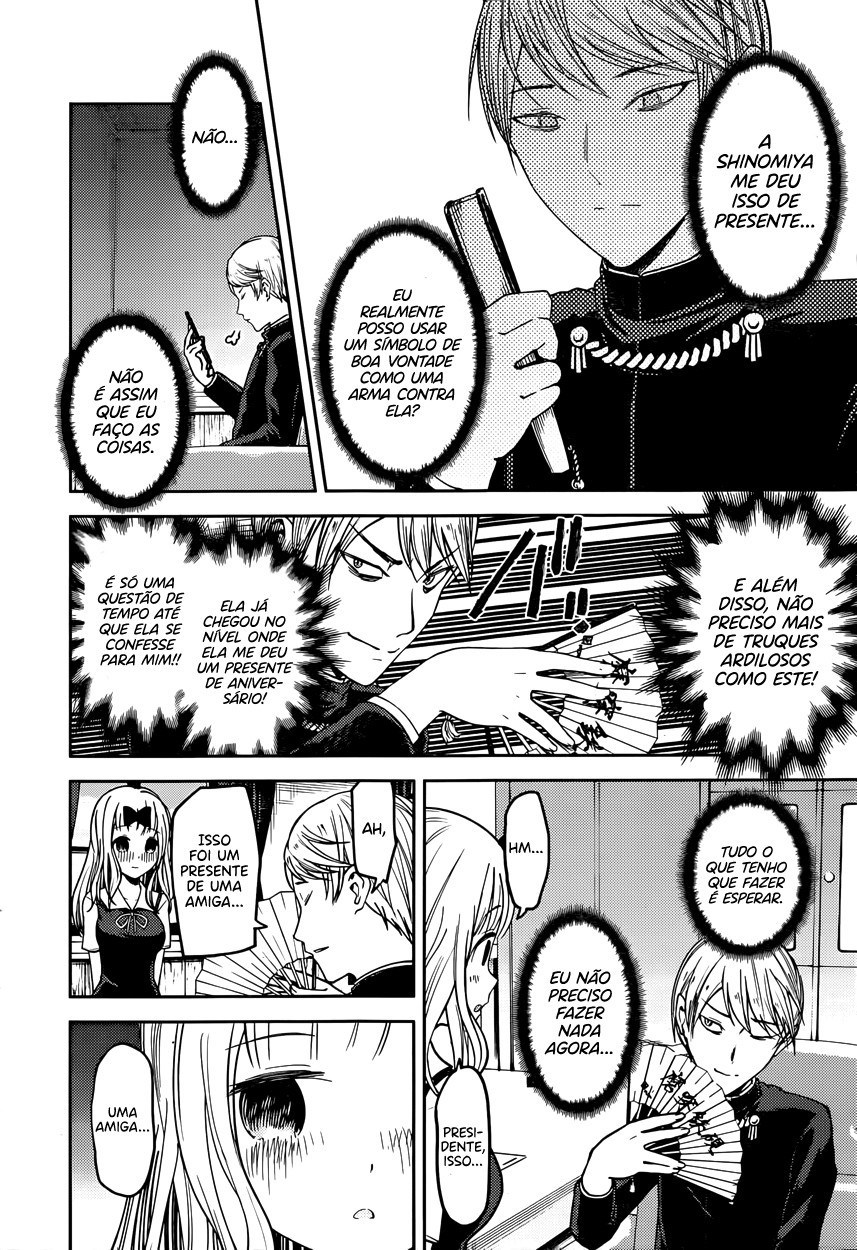 A
SHINOMIYA
ME DEU
ISSO DE
PRESENTE...
EU
REALMENTE
POSSO USAR
UM SÍMBOLO DE
BOA VONTADE
COMO UMA
ARMA CONTRA
ELA?
NÃO...
NÃO
É ASSIM
QUE EU
FAÇO AS
COISAS.
E ALÉM
DISSO, NÃO
PRECISO MAIS
DE TRUQUES
ARDILOSOS
COMO ESTE!
ELA JÁ
CHEGOU NO
NÍVEL ONDE
ELA ME DEU
UM PRESENTE
DE ANIVER-
SÁRIO!
É SÓ UMA
QUESTÃO DE
TEMPO ATÉ
QUE ELA SE
CONFESSE
PARA MIM!!
TUDO O
QUE TENHO
QUE FAZER
É ESPERAR.
EU NÃO
PRECISO
FAZER
NADA
AGORA...
HM...
PRESI-
DENTE,
ISSO...
AH,
ISSO
FOI UM
PRESENTE
DE UMA
AMIGA...
UMA
AMIGA...